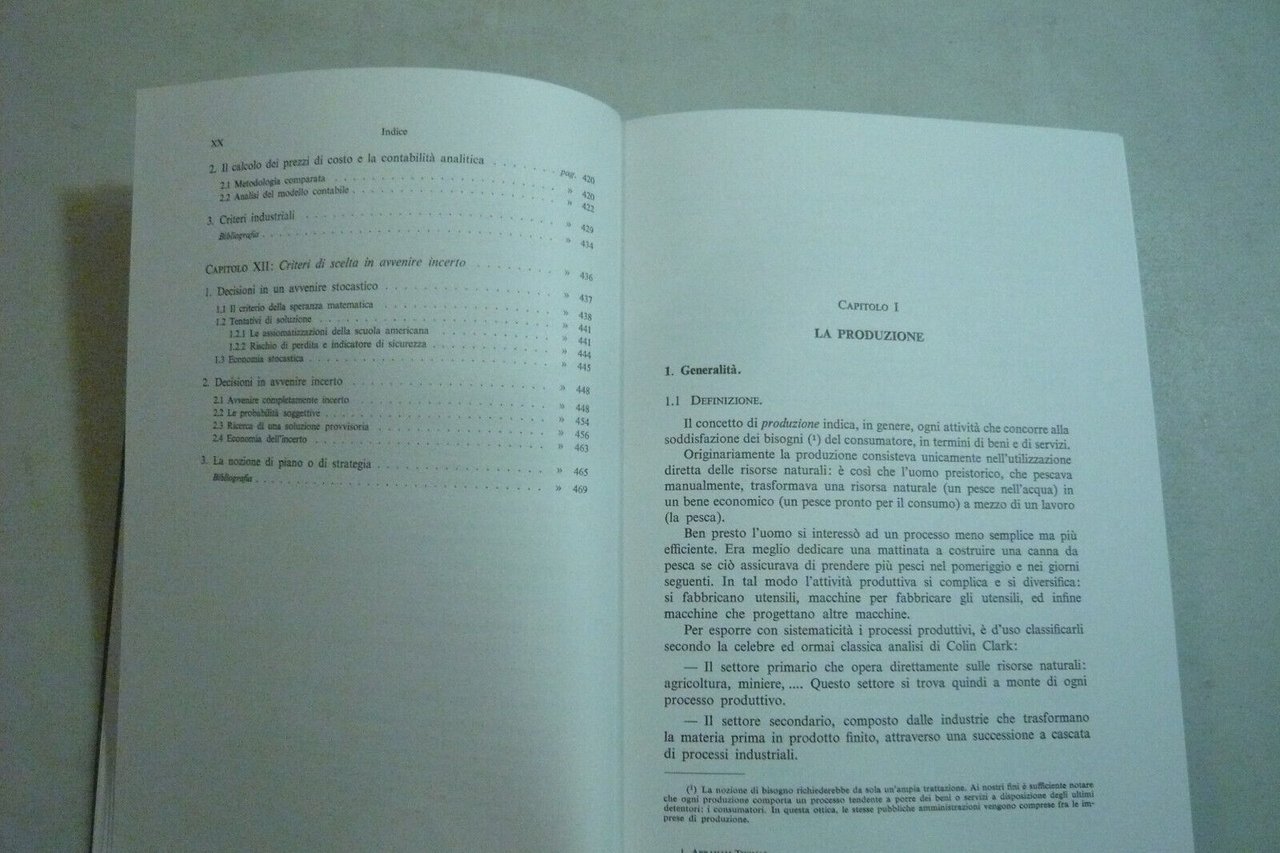 XX
Indice
2. Il calcolo dei prezzi di costo e la contabilità analitica . . . . . . . pag. 420
2.1 Metodologia comparata . . . . . . . . . . . . . . . . . . . » 420
2.2 Analisi del modello contabile . . . . . . . . . . . . . . . . . » 422
3. Criteri industriali . . . . . . . . . . . . . . . . . . . . . » 429
Bibliografia . . . . . . . . . . . . . . . . . . . . . . . . » 434
CAPITOLO XII: Criteri di scelta in avvenire incerto . . . . . . . . » 436
1. Decisioni in un avvenire stocastico . . . . . . . . . . . . . . » 437
1.1 Il criterio della speranza matematica . . . . . . . . . . . . . » 438
1.2 Tentativi di soluzione . . . . . . . . . . . . . . . . . . . » 441
1.2.1 Le assiomatizzazioni della scuola americana . . . . . . . . » 441
1.2.2 Rischio di perdita e indicatore di sicurezza . . . . . . . . » 444
1.3 Economia stocastica . . . . . . . . . . . . . . . . . . . » 445
2. Decisioni in avvenire incerto . . . . . . . . . . . . . . . . » 448
2.1 Avvenire completamente incerto . . . . . . . . . . . . . . . » 448
2.2 Le probabilità soggettive . . . . . . . . . . . . . . . . . . » 454
2.3 Ricerca di una soluzione provvisoria . . . . . . . . . . . . . » 456
2.4 Economia dell'incerto . . . . . . . . . . . . . . . . . . . » 463
3. La nozione di piano o di strategia . . . . . . . . . . . . . . » 465
Bibliografia . . . . . . . . . . . . . . . . . . . . . . . . » 469
CAPITOLO I
LA PRODUZIONE
1. Generalità.
1.1 DEFINIZIONE.
Il concetto di produzione indica, in genere, ogni attività che concorre alla
soddisfazione dei bisogni (¹) del consumatore, in termini di beni e di servizi.
Originariamente la produzione consisteva unicamente nell'utilizzazione
diretta delle risorse naturali: è così che l'uomo preistorico, che pescava
manualmente, trasformava una risorsa naturale (un pesce nell'acqua) in
un bene economico (un pesce pronto per il consumo) a mezzo di un lavoro
(la pesca).
Ben presto l'uomo si interessò ad un processo meno semplice ma più
efficiente. Era meglio dedicare una mattinata a costruire una canna da
pesca se ciò assicurava di prendere più pesci nel pomeriggio e nei giorni
seguenti. In tal modo l'attività produttiva si complica e si diversifica:
si fabbricano utensili, macchine per fabbricare gli utensili, ed infine
macchine che progettano altre macchine.
Per esporre con sistematicità i processi produttivi, è d'uso classificarli
secondo la celebre ed ormai classica analisi di Colin Clark:
— Il settore primario che opera direttamente sulle risorse naturali:
agricoltura, miniere, .... Questo settore si trova quindi a monte di ogni
processo produttivo.
— Il settore secondario, composto dalle industrie che trasformano
la materia prima in prodotto finito, attraverso una successione a cascata
di processi industriali.
(¹) La nozione di bisogno richiederebbe da sola un'ampia trattazione. Ai nostri fini è sufficiente notare
che ogni produzione comporta un processo tendente a porre dei beni o servizi a disposizione degli ultimi
detentori: i consumatori. In questa ottica, le stesse pubbliche amministrazioni vengono comprese fra le im-
prese di produzione.